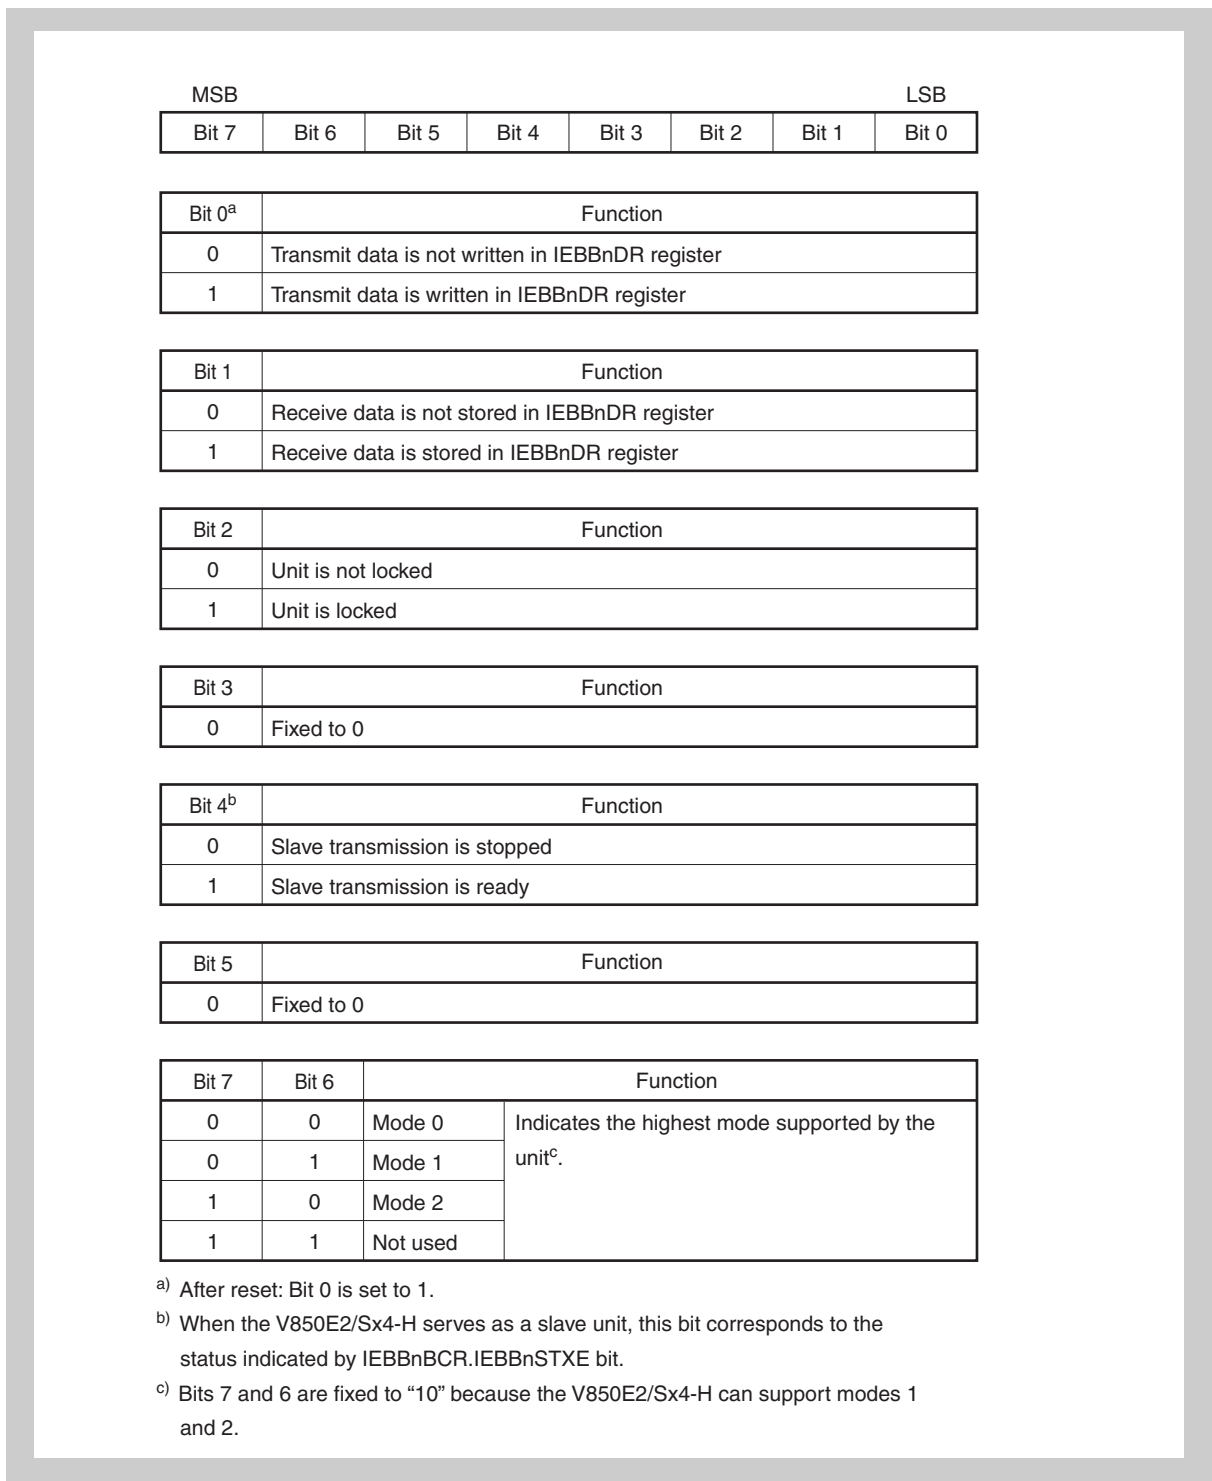 MSB LSB
Bit 7 Bit 6 Bit 5 Bit 4 Bit 3 Bit 2 Bit 1 Bit 0
Bit 0a Function
0 Transmit data is not written in IEBBnDR register
1 Transmit data is written in IEBBnDR register
Bit 1 Function
0 Receive data is not stored in IEBBnDR register
1 Receive data is stored in IEBBnDR register
Bit 2 Function
0 Unit is not locked
1 Unit is locked
Bit 3 Function
0 Fixed to 0
Bit 4b Function
0 Slave transmission is stopped
1 Slave transmission is ready
Bit 5 Function
0 Fixed to 0
Bit 7 Bit 6 Function
0 0 Mode 0 Indicates the highest mode supported by the
0 1 Mode 1 unitc.
1 0 Mode 2
1 1 Not used
a) After reset: Bit 0 is set to 1.
b) When the V850E2/Sx4-H serves as a slave unit, this bit corresponds to the
status indicated by IEBBnBCR.IEBBnSTXE bit.
c) Bits 7 and 6 are fixed to “10” because the V850E2/Sx4-H can support modes 1
and 2.